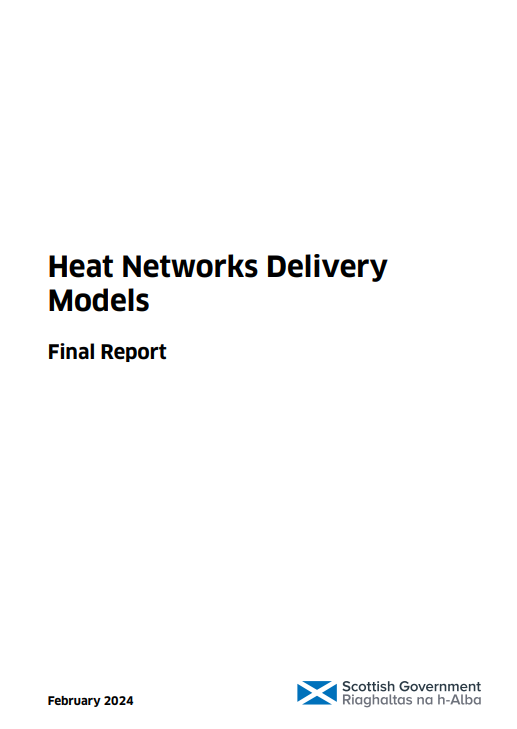 Heat Networks Delivery
Models
Final Report
February 2024
Scottish Government
Riaghaltas na h-Alba